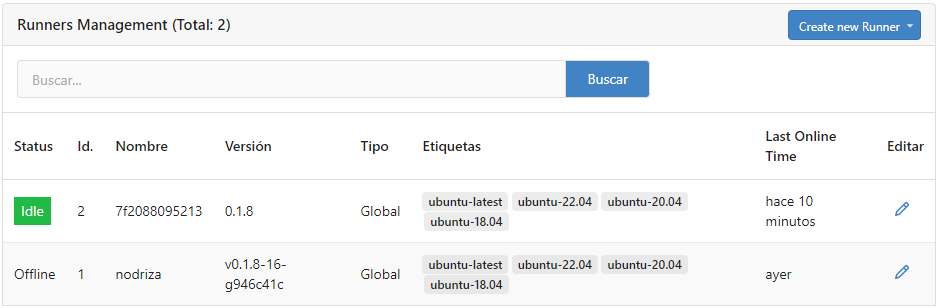 Runners Management (Total: 2)
Create new Runner
Buscar...
Buscar
Status Id. Nombre Versión Tipo Etiquetas Last Online Time Editar
Idle 2 7f2088095213 0.1.8 Global ubuntu-latest ubuntu-22.04 ubuntu-20.04 ubuntu-18.04 hace 10 minutos
Offline 1 nodriza v0.1.8-16-g946c41c Global ubuntu-latest ubuntu-22.04 ubuntu-20.04 ubuntu-18.04 ayer